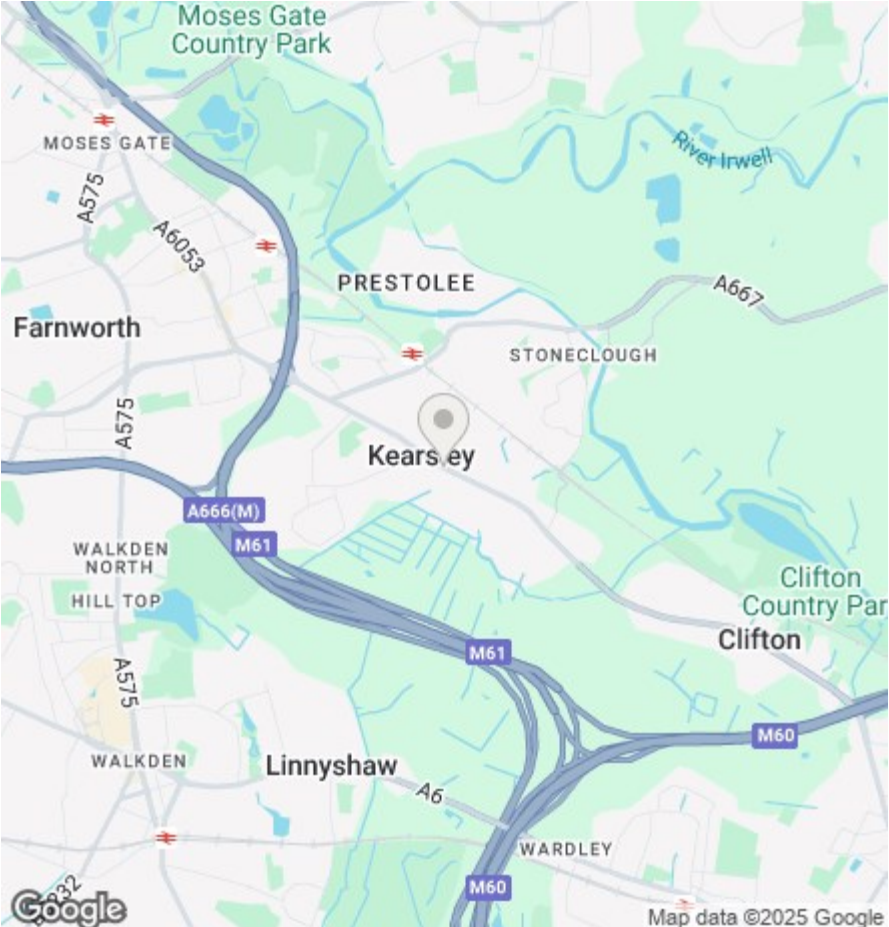 Moses Gate
Country Park
MOSES GATE
River Irwell
A575
A6053
PRESTOLEE
A667
Farnworth
STONECLOUGH
A575
Kearsley
A666(M)
M61
WALKDEN
NORTH
HILL TOP
Clifton
Country Par
M61
Clifton
A575
M60
WALKDEN
Linnyshaw
A6
WARDLEY
M60
232
Google
Map data ©2025 Google